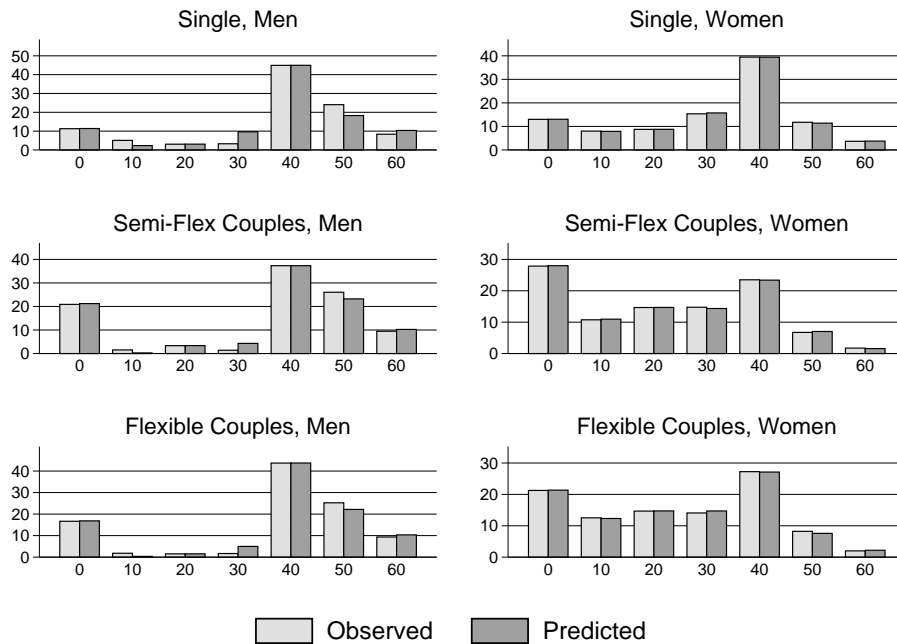 Single, Men
50
40
30
20
10
0
0 10 20 30 40 50 60
Single, Women
40
30
20
10
0
0 10 20 30 40 50 60
Semi-Flex Couples, Men
40
30
20
10
0
0 10 20 30 40 50 60
Semi-Flex Couples, Women
30
20
10
0
0 10 20 30 40 50 60
Flexible Couples, Men
40
30
20
10
0
0 10 20 30 40 50 60
Flexible Couples, Women
30
20
10
0
0 10 20 30 40 50 60
Observed Predicted